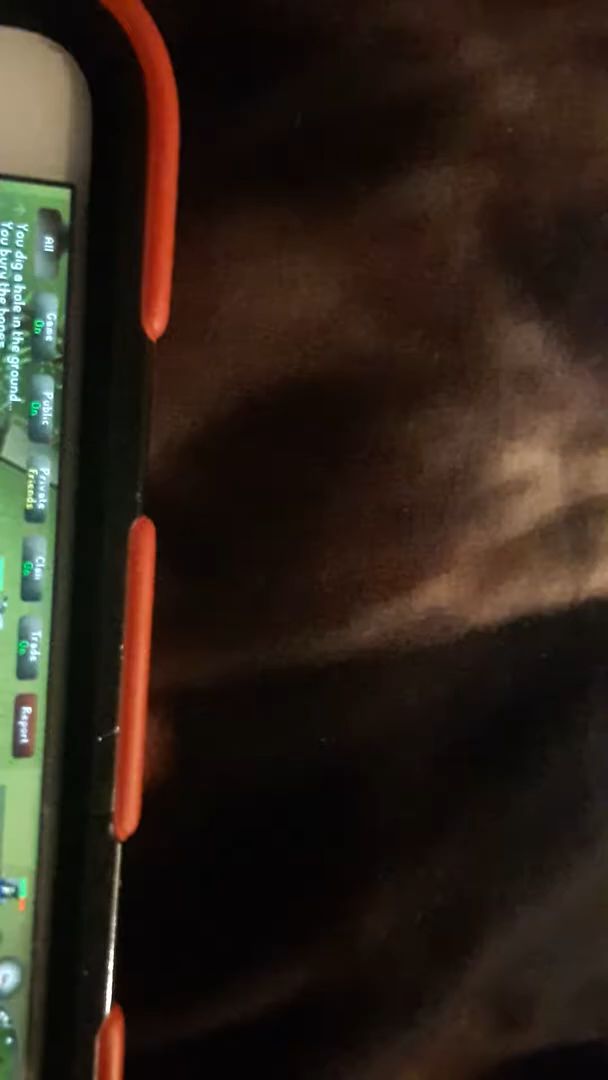 You dig a hole in the ground...
You bury the bones.
All
Game
On
Public
On
Private
Friends
Clan
On
Trade
On
Report